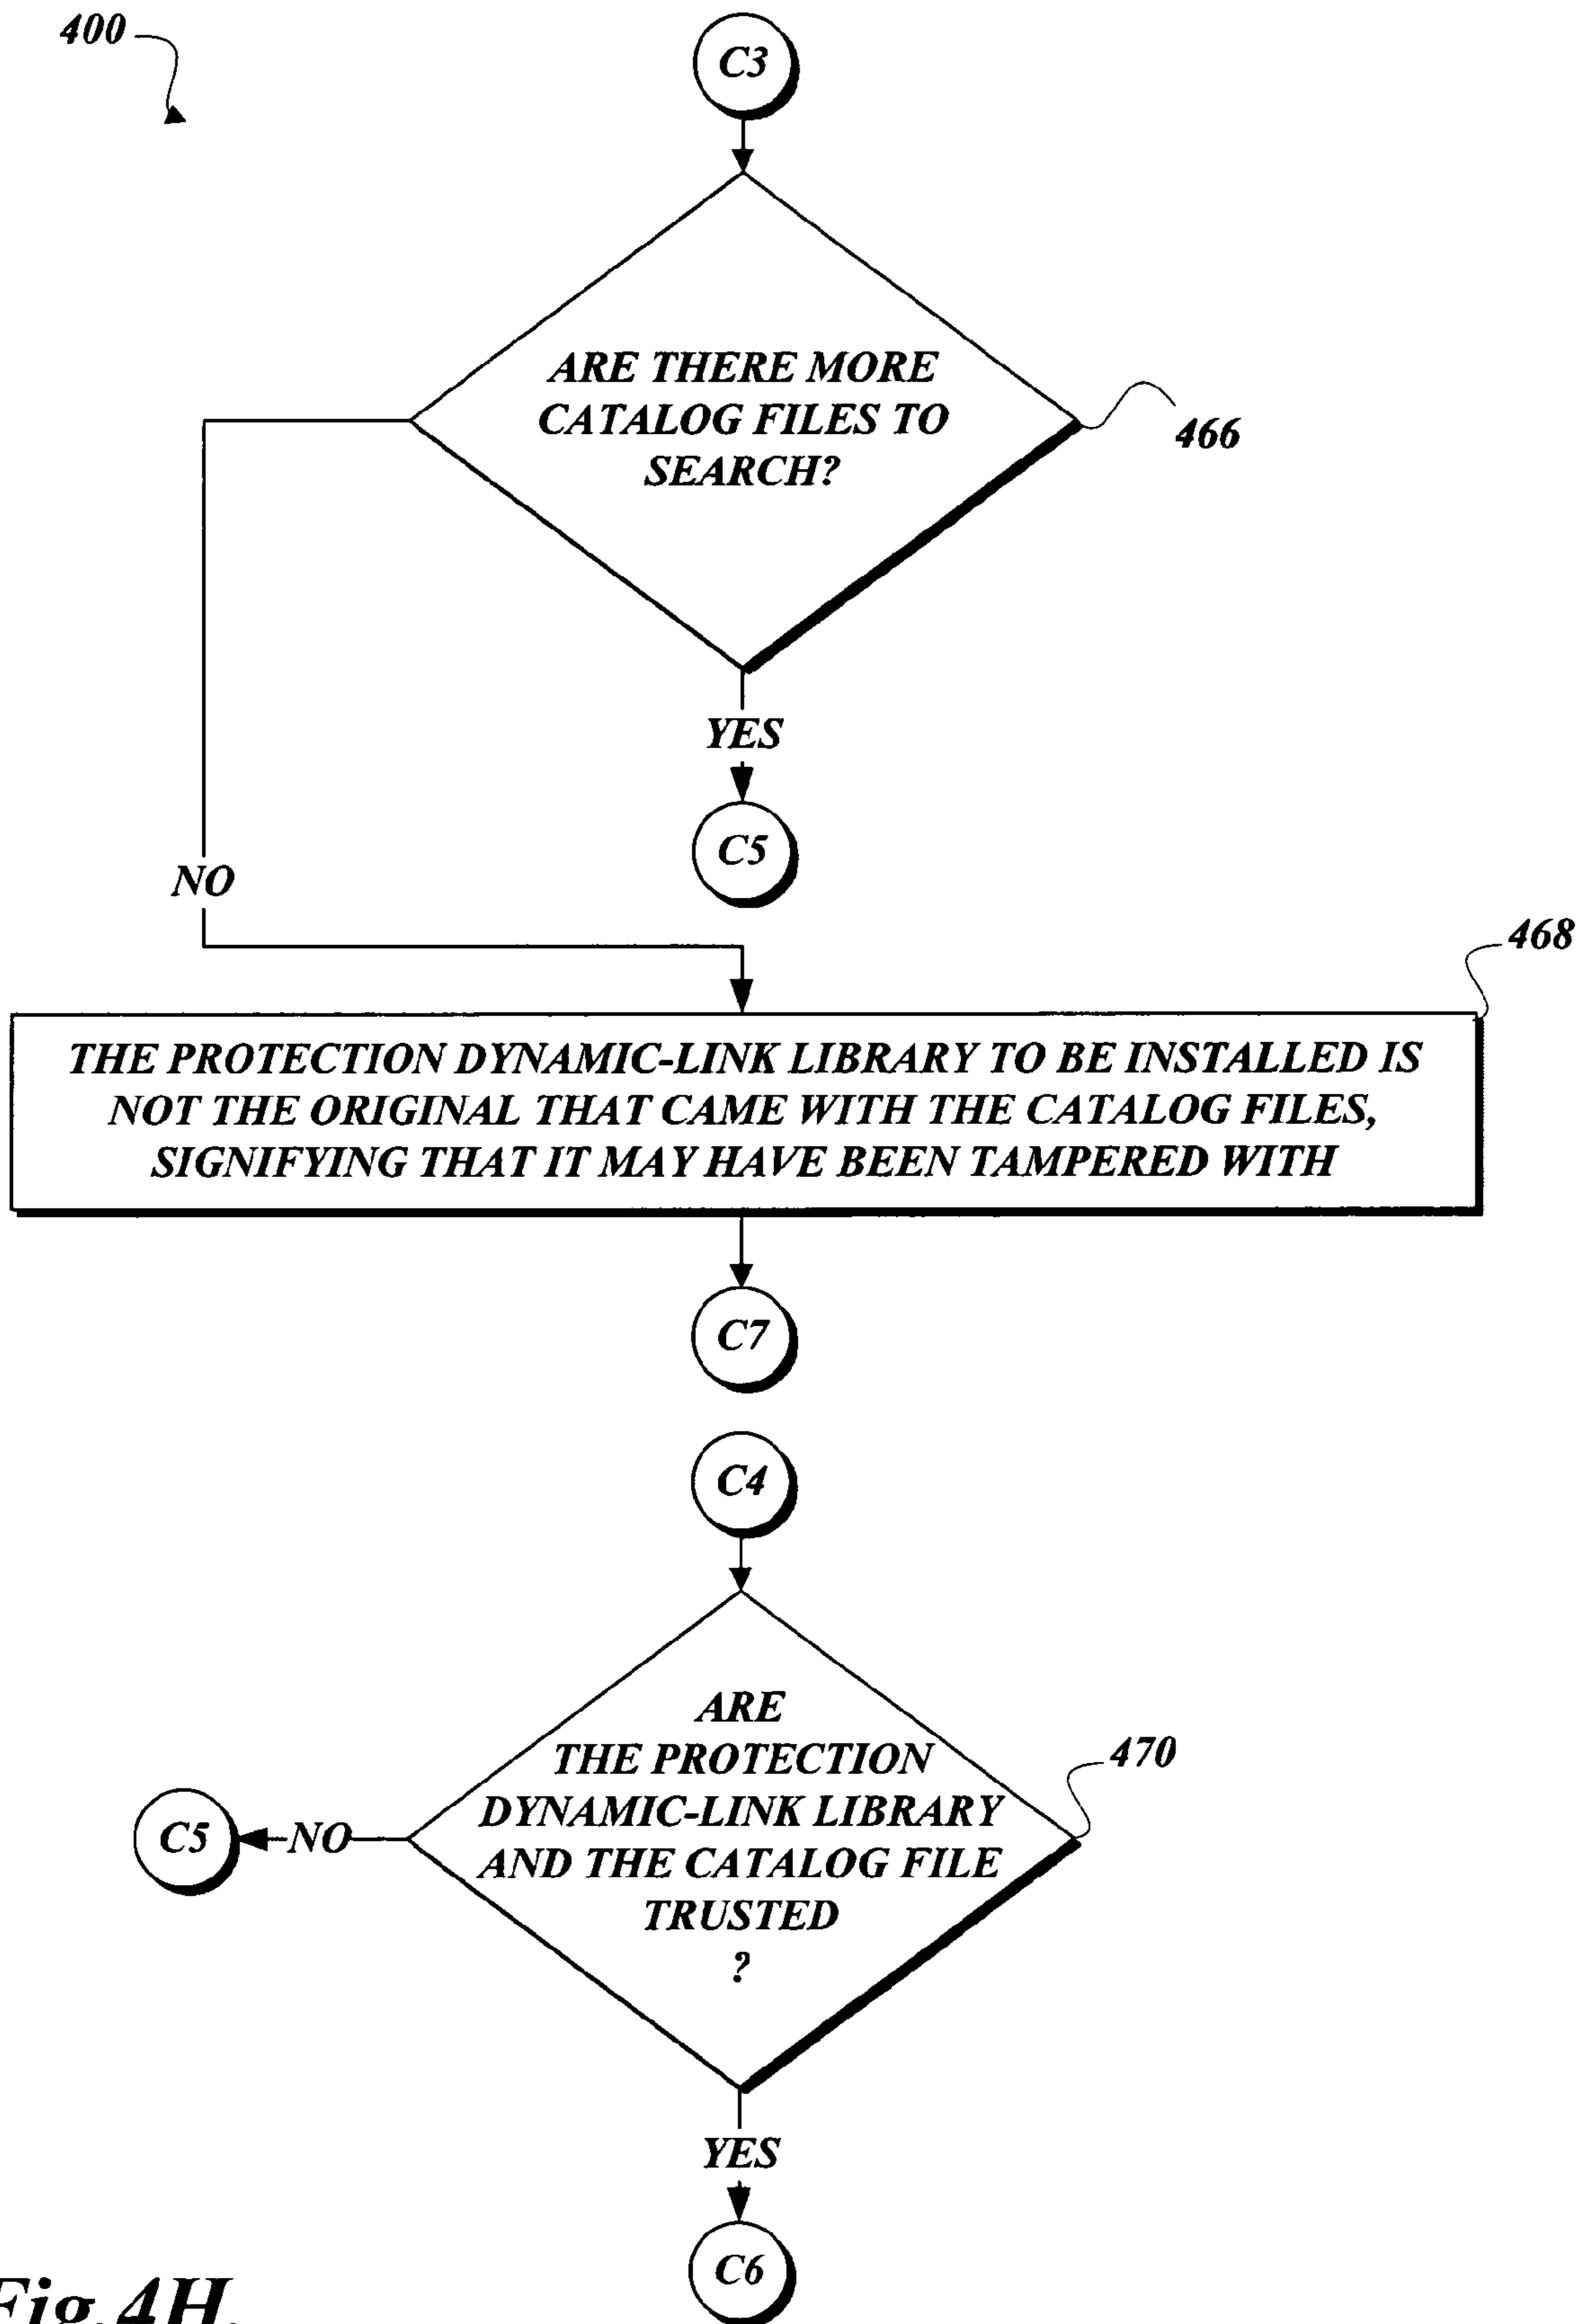 400
C3
ARE THERE MORE
CATALOG FILES TO
SEARCH?
466
YES
C5
NO
468
THE PROTECTION DYNAMIC-LINK LIBRARY TO BE INSTALLED IS
NOT THE ORIGINAL THAT CAME WITH THE CATALOG FILES,
SIGNIFYING THAT IT MAY HAVE BEEN TAMPERED WITH
C7
C4
ARE
THE PROTECTION
DYNAMIC-LINK LIBRARY
AND THE CATALOG FILE
TRUSTED
?
470
C5
NO
YES
C6
Fig.4H.